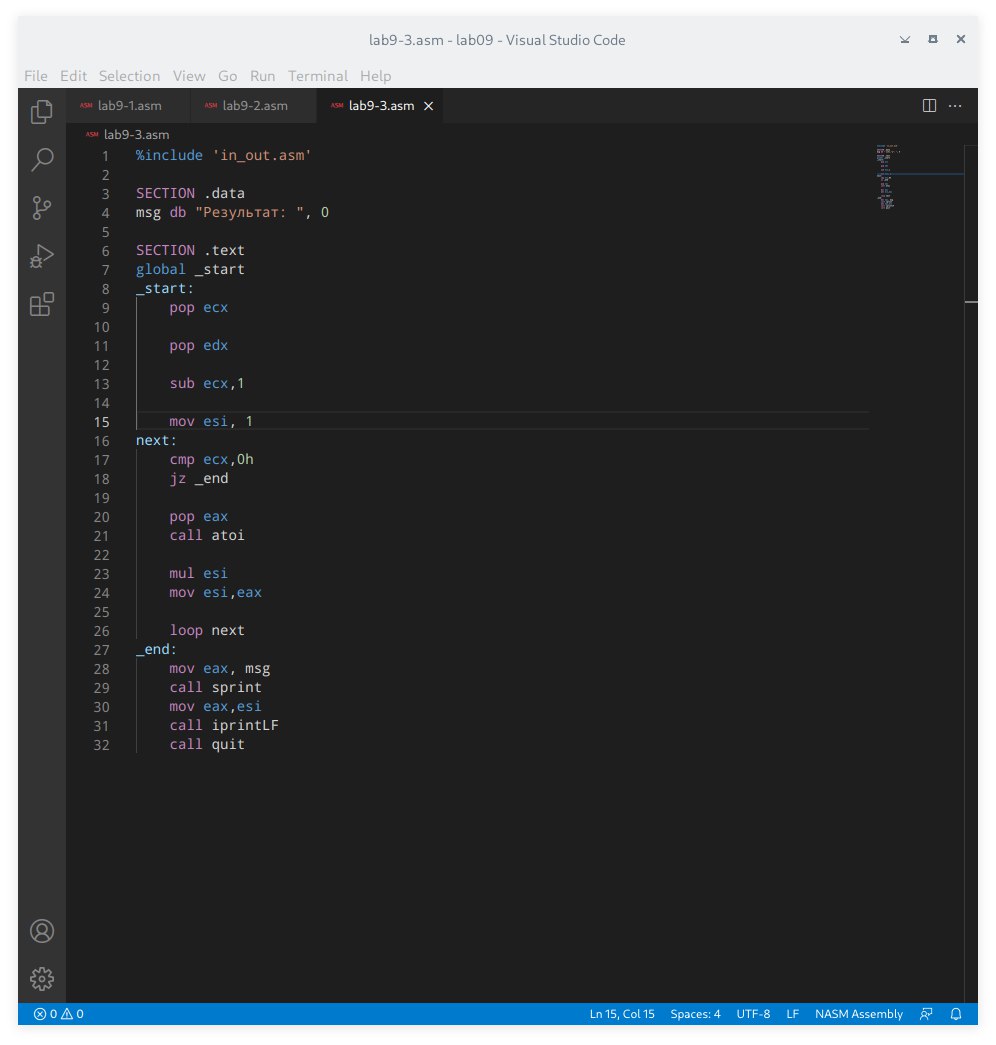 lab9-3.asm - lab09 - Visual Studio Code
File Edit Selection View Go Run Terminal Help
ASM lab9-1.asm ASM lab9-2.asm ASM lab9-3.asm
ASM lab9-3.asm
1 %include 'in_out.asm'
2
3 SECTION .data
4 msg db "Результат: ", 0
5
6 SECTION .text
7 global _start
8 _start:
9 pop ecx
10
11 pop edx
12
13 sub ecx,1
14
15 mov esi, 1
16 next:
17 cmp ecx,0h
18 jz _end
19
20 pop eax
21 call atoi
22
23 mul esi
24 mov esi,eax
25
26 loop next
27 _end:
28 mov eax, msg
29 call sprint
30 mov eax,esi
31 call iprintLF
32 call quit
0 0 Ln 15, Col 15 Spaces: 4 UTF-8 LF NASM Assembly